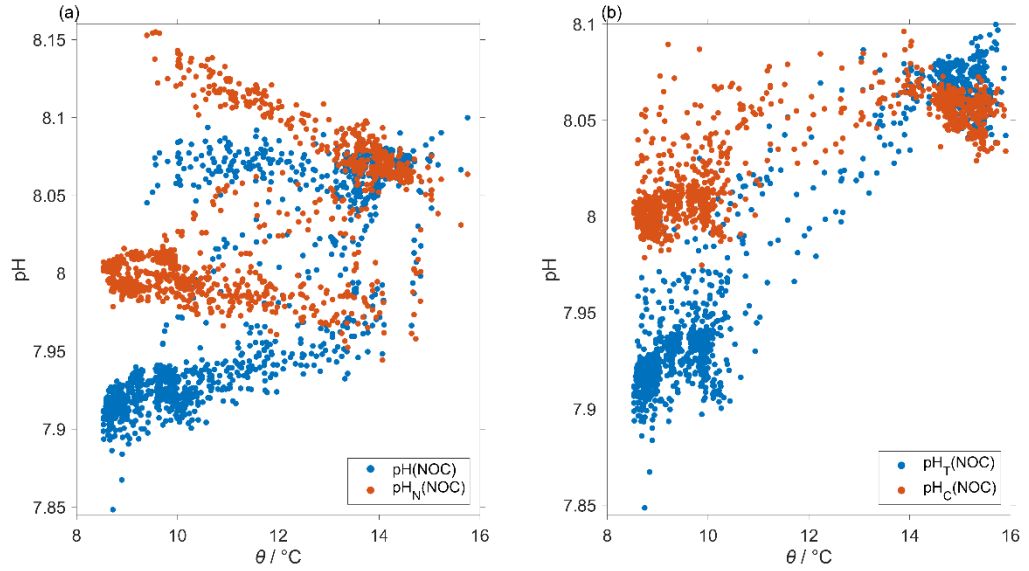 (a)
8.15
8.1
8.05
8
7.95
7.9
7.85
pH
8 10 12 14 16
θ / °C
pH(NOC)
pH_N(NOC)
(b)
8.1
8.05
8
7.95
7.9
7.85
pH
8 10 12 14 16
θ / °C
pH_T(NOC)
pH_C(NOC)